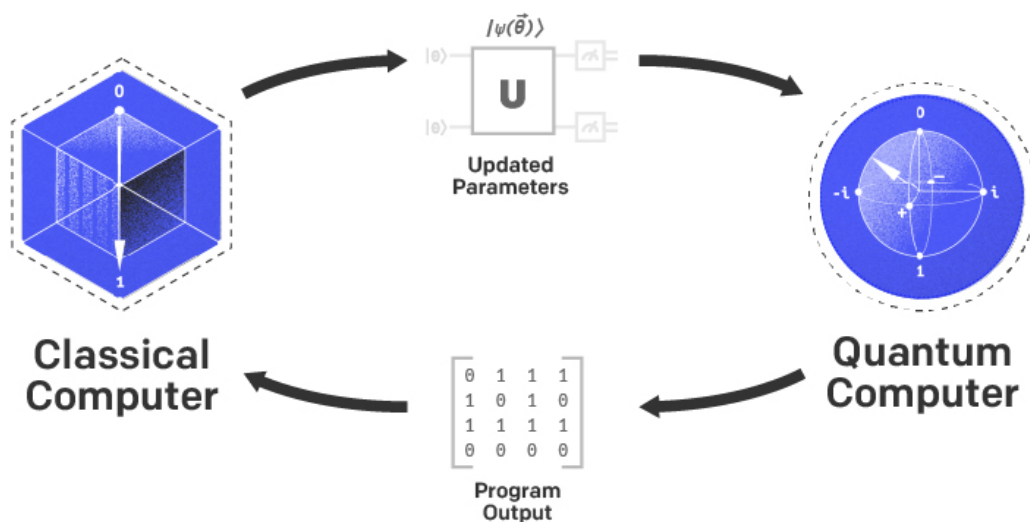 |ψ(θ⃗)⟩
|0⟩
U
|0⟩
Updated
Parameters
0
1
Classical
Computer
0
-i
i
–
+
1
Quantum
Computer
0 1 1 1
1 0 1 0
1 1 1 1
0 0 0 0
Program
Output